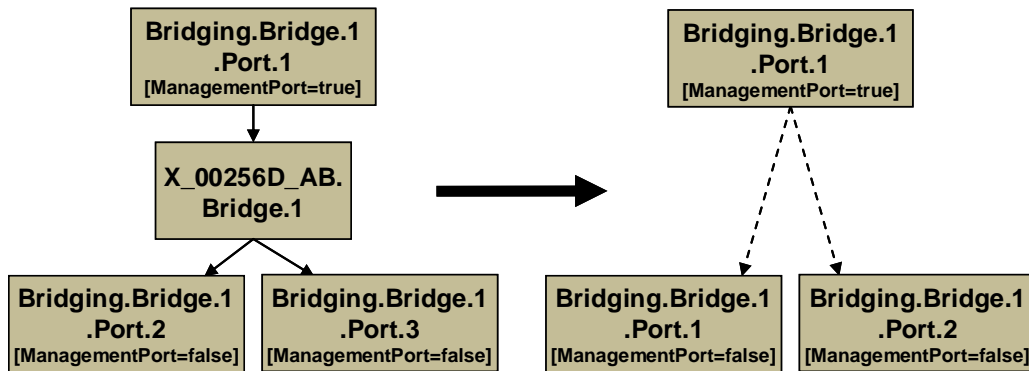 Bridging.Bridge.1
.Port.1
[ManagementPort=true]
X_00256D_AB.
Bridge.1
Bridging.Bridge.1
.Port.2
[ManagementPort=false]
Bridging.Bridge.1
.Port.3
[ManagementPort=false]
Bridging.Bridge.1
.Port.1
[ManagementPort=true]
Bridging.Bridge.1
.Port.1
[ManagementPort=false]
Bridging.Bridge.1
.Port.2
[ManagementPort=false]